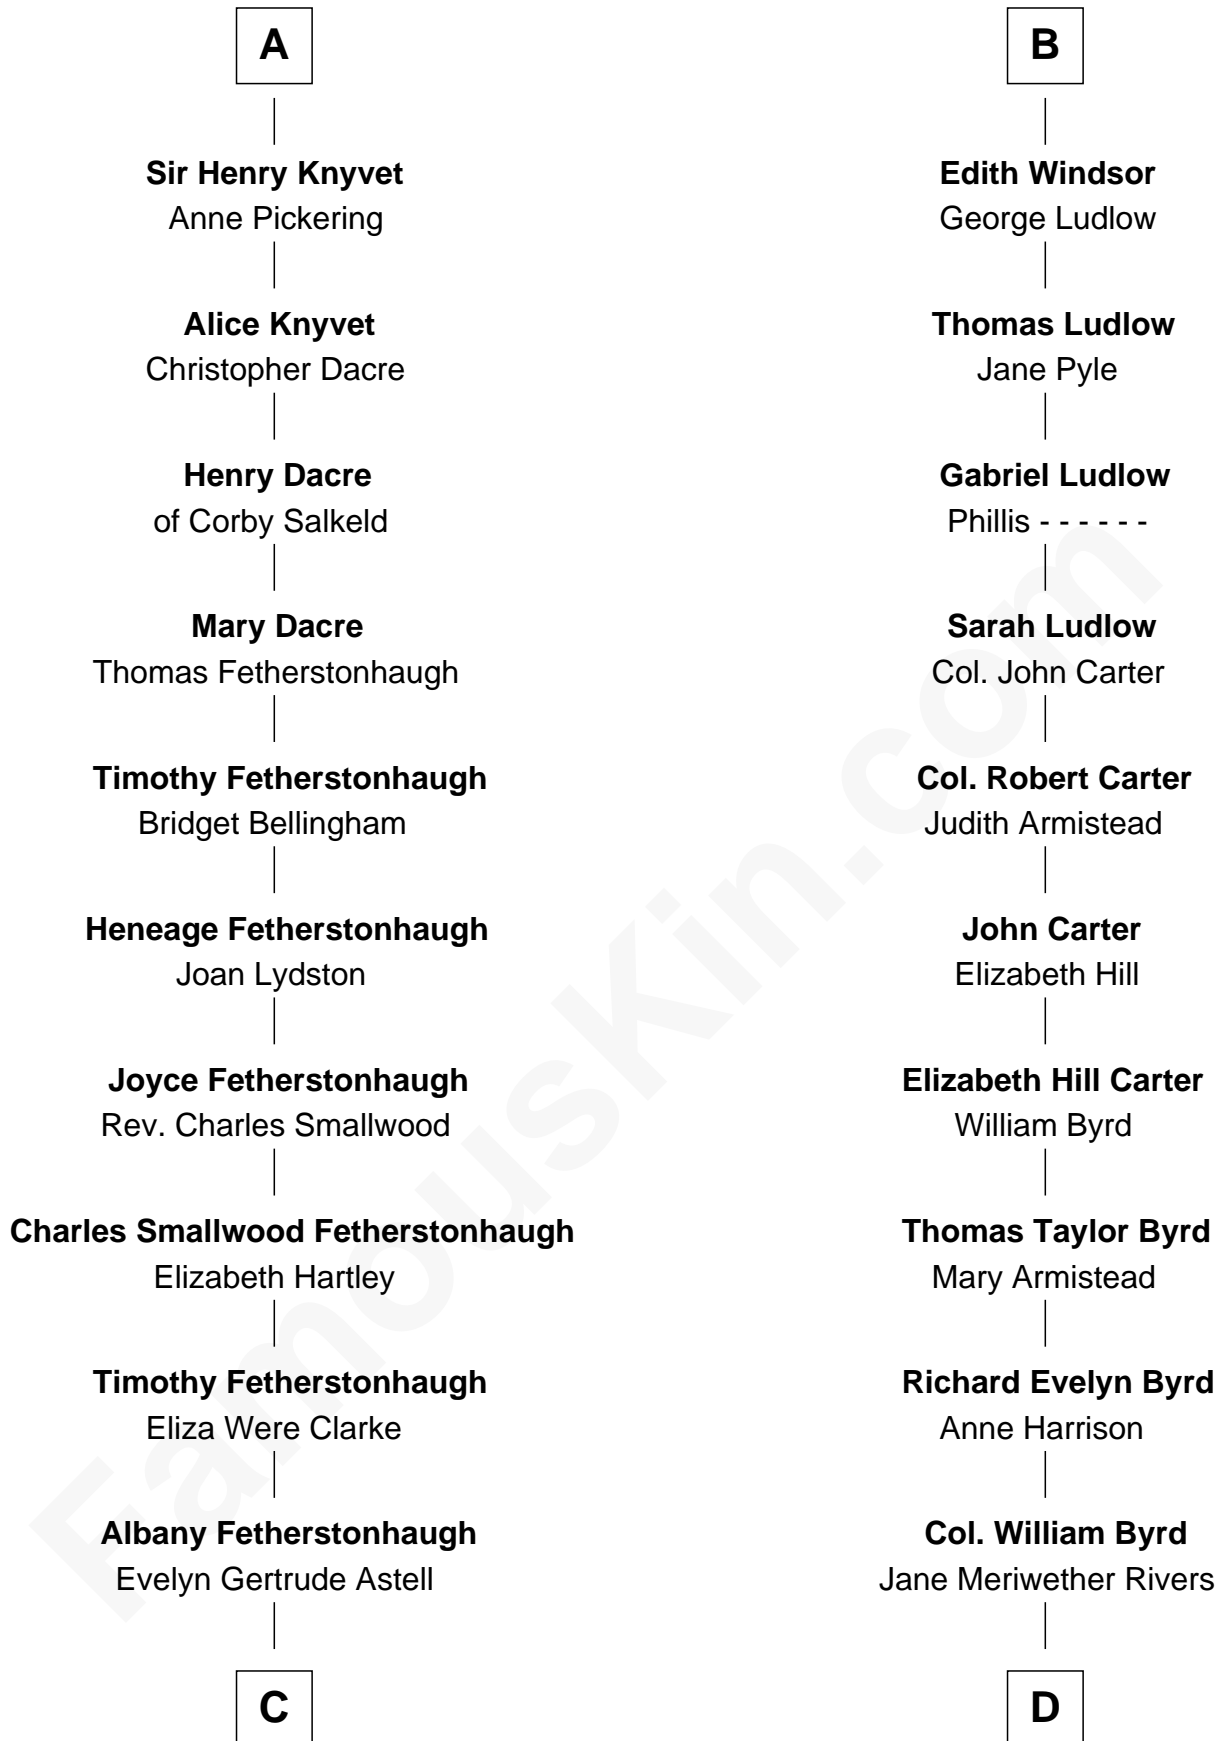 A
Sir Henry Knyvet
Anne Pickering
Alice Knyvet
Christopher Dacre
Henry Dacre
of Corby Salkeld
Mary Dacre
Thomas Fetherstonhaugh
Timothy Fetherstonhaugh
Bridget Bellingham
Heneage Fetherstonhaugh
Joan Lydston
Joyce Fetherstonhaugh
Rev. Charles Smallwood
Charles Smallwood Fetherstonhaugh
Elizabeth Hartley
Timothy Fetherstonhaugh
Eliza Were Clarke
Albany Fetherstonhaugh
Evelyn Gertrude Astell
C
B
Edith Windsor
George Ludlow
Thomas Ludlow
Jane Pyle
Gabriel Ludlow
Phillis - - - - - -
Sarah Ludlow
Col. John Carter
Col. Robert Carter
Judith Armistead
John Carter
Elizabeth Hill
Elizabeth Hill Carter
William Byrd
Thomas Taylor Byrd
Mary Armistead
Richard Evelyn Byrd
Anne Harrison
Col. William Byrd
Jane Meriwether Rivers
D
FamousKin.com